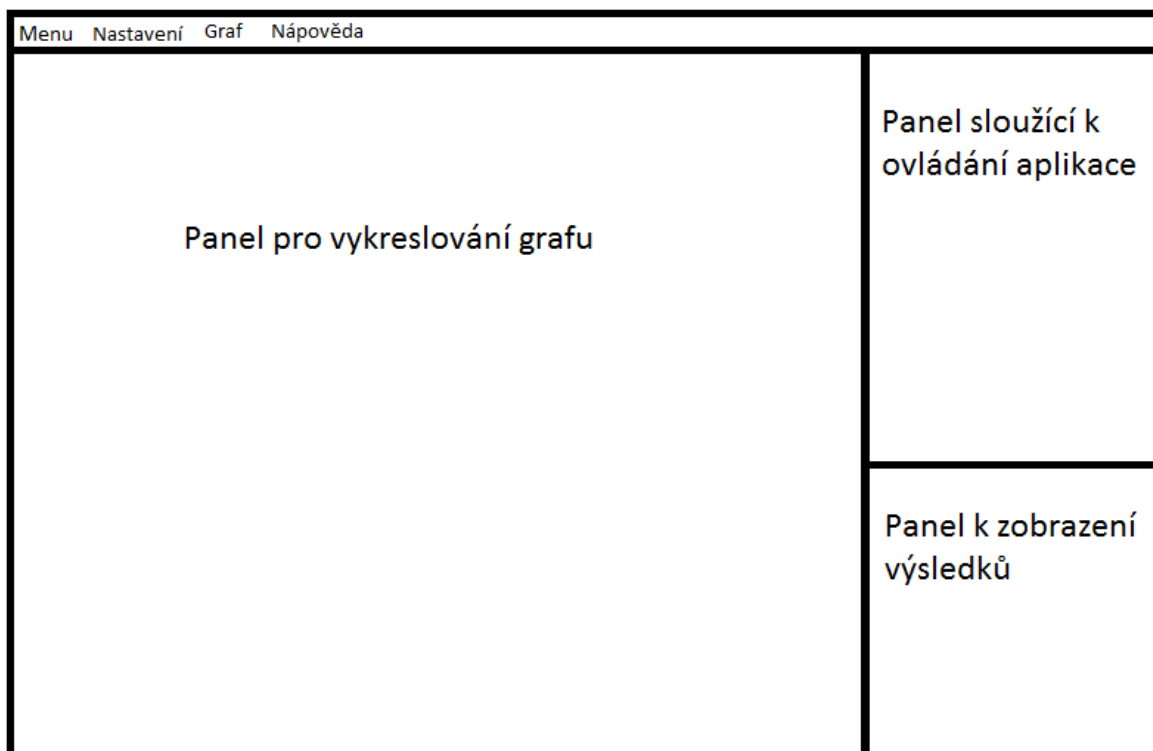 Menu Nastavení Graf Nápověda
Panel sloužící k
ovládání aplikace
Panel pro vykreslování grafu
Panel k zobrazení
výsledků